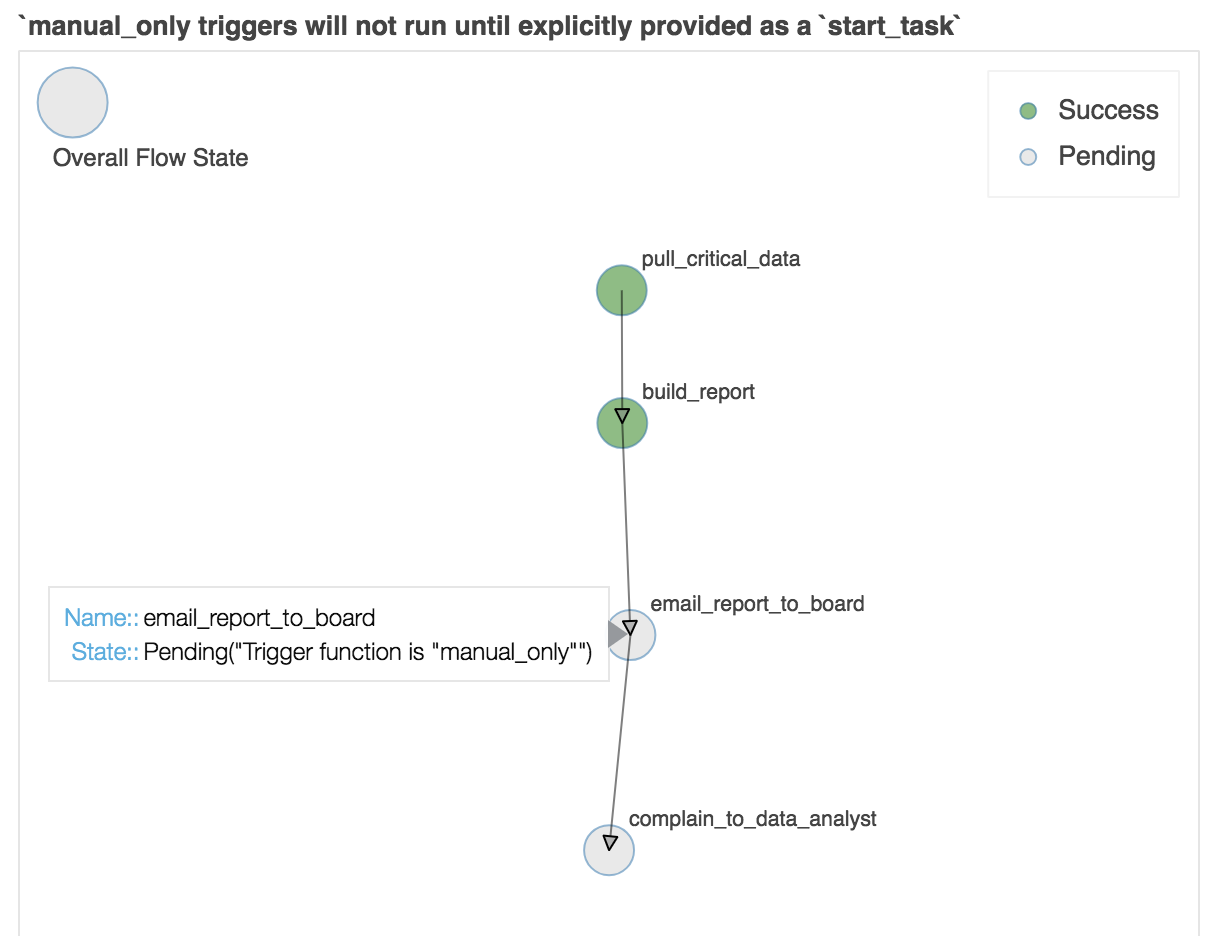 `manual_only triggers will not run until explicitly provided as a `start_task`
Overall Flow State
Success
Pending
pull_critical_data
build_report
email_report_to_board
Name:: email_report_to_board
State:: Pending("Trigger function is "manual_only"")
complain_to_data_analyst